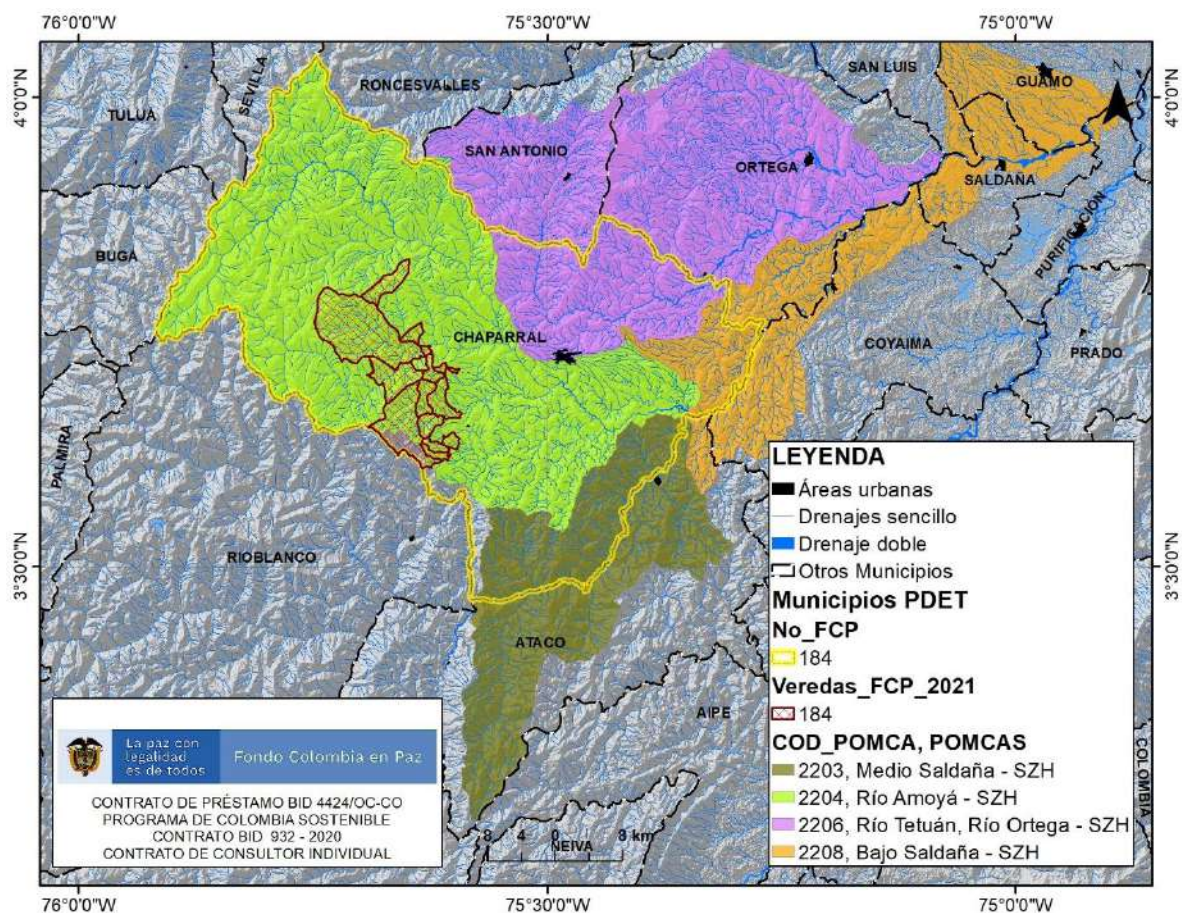 76°0'0"W
75°30'0"W
75°0'0"W
4°0'0"N
4°0'0"N
SEVILLA
RONCESVALLES
SAN LUIS
GUAMO
N
TULUA
SAN ANTONIO
ORTEGA
SALDAÑA
PURIFICACIÓN
BUGA
CHAPARRAL
COYAIMA
PRADO
PALMIRA
RIOBLANCO
3°30'0"N
3°30'0"N
ATACO
AIPE
COLOMBIA
8 4 0 8 km
NEIVA
LEYENDA
Áreas urbanas
Drenajes sencillo
Drenaje doble
Otros Municipios
Municipios PDET
No_FCP
184
Veredas_FCP_2021
184
COD_POMCA, POMCAS
2203, Medio Saldaña - SZH
2204, Río Amoyá - SZH
2206, Río Tetuán, Río Ortega - SZH
2208, Bajo Saldaña - SZH
La paz con
legalidad
es de todos
Fondo Colombia en Paz
CONTRATO DE PRÉSTAMO BID 4424/OC-CO
PROGRAMA DE COLOMBIA SOSTENIBLE
CONTRATO BID 932 - 2020
CONTRATO DE CONSULTOR INDIVIDUAL
76°0'0"W
75°30'0"W
75°0'0"W